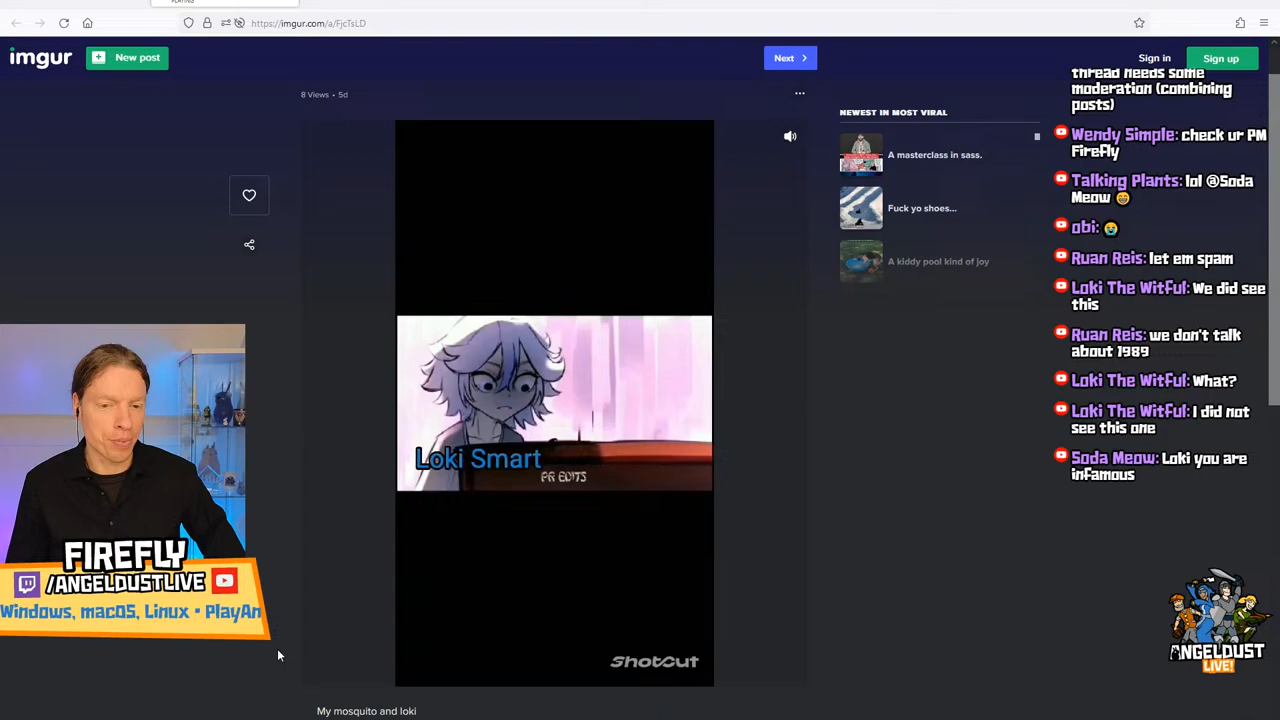 PLAYING
https://imgur.com/a/FjcTsLD
imgur
New post
Next
Sign in
Sign up
8 Views • 5d
NEWEST IN MOST VIRAL
A masterclass in sass.
Fuck yo shoes...
A kiddy pool kind of joy
Loki Smart
PR EDITS
Shotcut
My mosquito and loki
thread needs some
moderation (combining
posts)
Wendy Simple: check ur PM
Firefly
Talking Plants: lol @Soda
Meow 😁
obi: 😭
Ruan Reis: let em spam
Loki The Witful: We did see
this
Ruan Reis: we don't talk
about 1989
Loki The Witful: What?
Loki The Witful: I did not
see this one
Soda Meow: Loki you are
infamous
FIREFLY
/ANGELDUSTLIVE
Windows, macOS, Linux • PlayAn
ANGELDUST
LIVE!